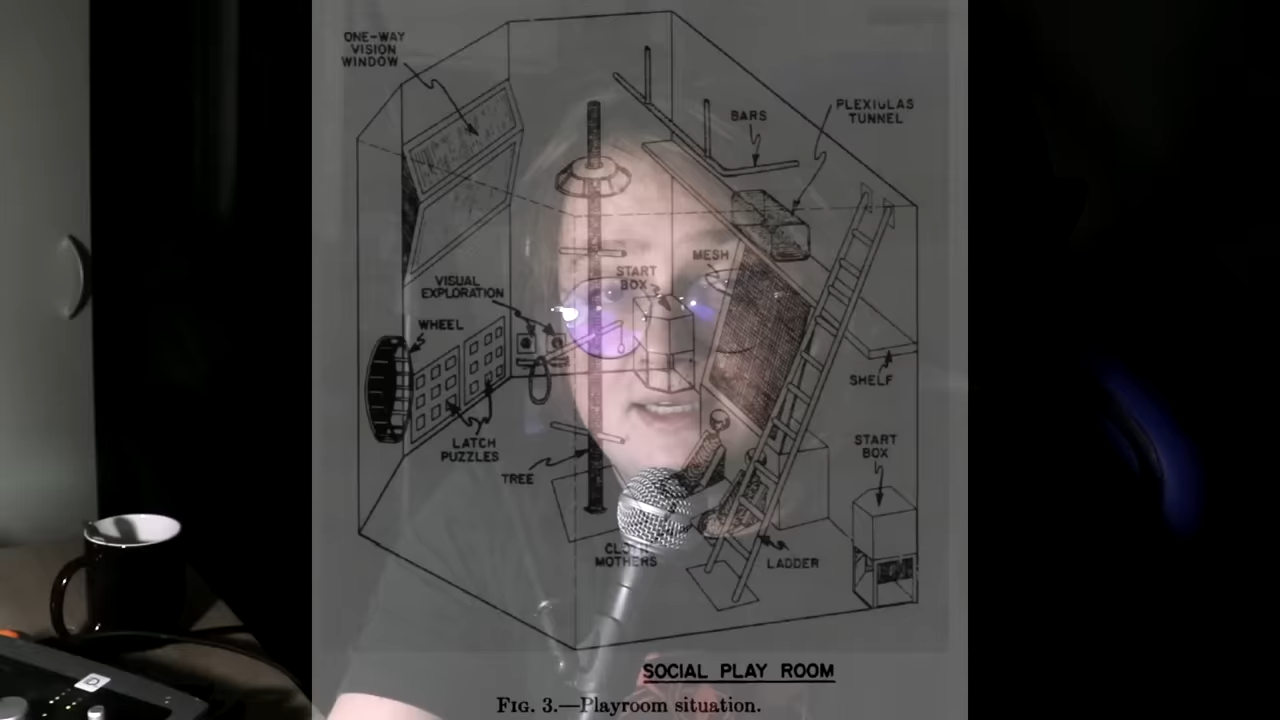 ONE-WAY
VISION
WINDOW
BARS
PLEXIGLAS
TUNNEL
MESH
START
BOX
VISUAL
EXPLORATION
WHEEL
SHELF
LATCH
PUZZLES
START
BOX
TREE
CLOTH
MOTHERS
LADDER
SOCIAL PLAY ROOM
FIG. 3.—Playroom situation.